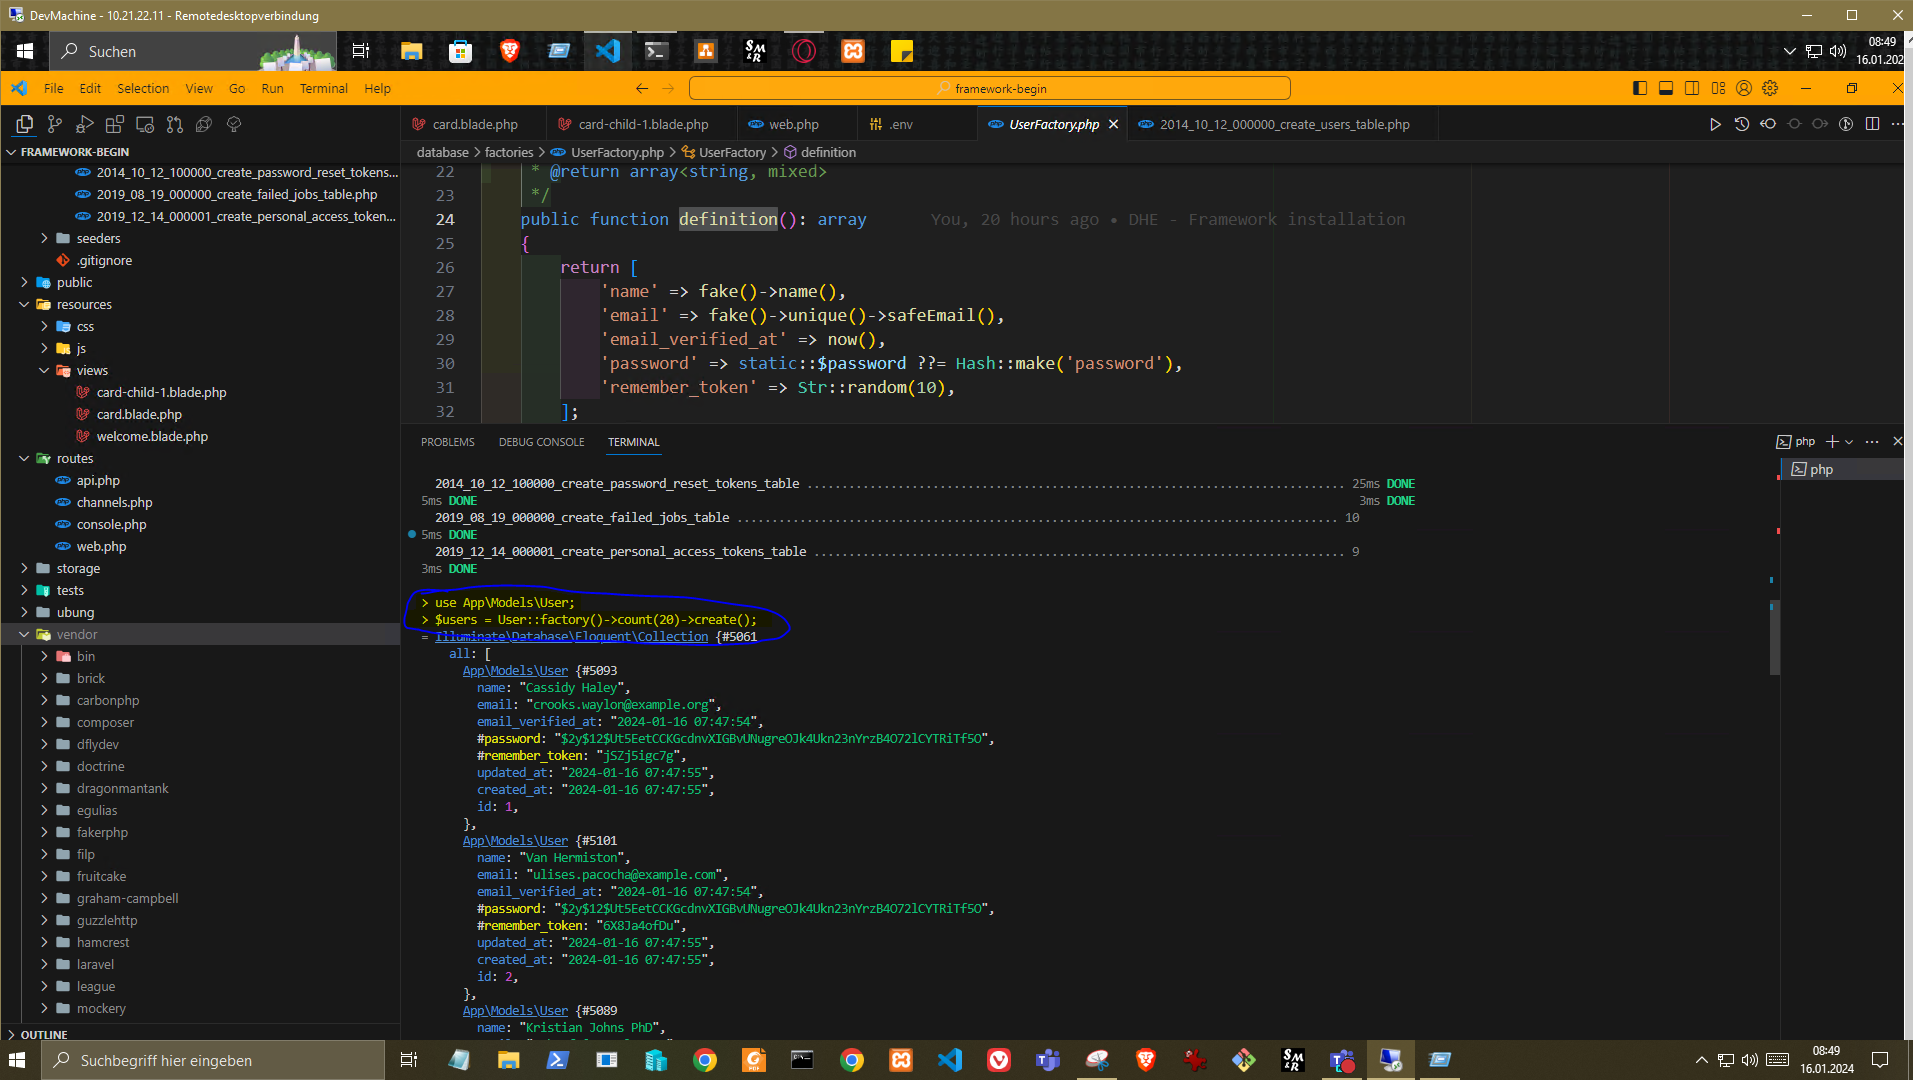 DevMachine - 10.21.22.11 - Remotedesktopverbindung
Suchen
08:49
16.01.202
File Edit Selection View Go Run Terminal Help
framework-begin
card.blade.php card-child-1.blade.php web.php .env UserFactory.php 2014_10_12_000000_create_users_table.php
database > factories > UserFactory.php > UserFactory > definition
FRAMEWORK-BEGIN
2014_10_12_100000_create_password_reset_tokens...
2019_08_19_000000_create_failed_jobs_table.php
2019_12_14_000001_create_personal_access_token...
seeders
.gitignore
public
resources
css
js
views
card-child-1.blade.php
card.blade.php
welcome.blade.php
routes
api.php
channels.php
console.php
web.php
storage
tests
ubung
vendor
bin
brick
carbonphp
composer
dflydev
doctrine
dragonmantank
egulias
fakerphp
filp
fruitcake
graham-campbell
guzzlehttp
hamcrest
laravel
league
mockery
OUTLINE
22 * @return array<string, mixed>
23 */
24 public function definition(): array You, 20 hours ago • DHE - Framework installation
25 {
26 return [
27 'name' => fake()->name(),
28 'email' => fake()->unique()->safeEmail(),
29 'email_verified_at' => now(),
30 'password' => static::$password ??= Hash::make('password'),
31 'remember_token' => Str::random(10),
32 ];
PROBLEMS DEBUG CONSOLE TERMINAL
php
php
2014_10_12_100000_create_password_reset_tokens_table ........................................................................... 25ms DONE
5ms DONE 3ms DONE
2019_08_19_000000_create_failed_jobs_table ..................................................................................... 10
5ms DONE
2019_12_14_000001_create_personal_access_tokens_table .......................................................................... 9
3ms DONE
> use App\Models\User;
> $users = User::factory()->count(20)->create();
= Illuminate\Database\Eloquent\Collection {#5061
all: [
App\Models\User {#5093
name: "Cassidy Haley",
email: "crooks.waylon@example.org",
email_verified_at: "2024-01-16 07:47:54",
#password: "$2y$12$Ut5EetCCKGcdnvXIGBvUNugreOJk4Ukn23nYrzB4O72lCYTRiTf5O",
#remember_token: "jSZj5igc7g",
updated_at: "2024-01-16 07:47:55",
created_at: "2024-01-16 07:47:55",
id: 1,
},
App\Models\User {#5101
name: "Van Hermiston",
email: "ulises.pacocha@example.com",
email_verified_at: "2024-01-16 07:47:54",
#password: "$2y$12$Ut5EetCCKGcdnvXIGBvUNugreOJk4Ukn23nYrzB4O72lCYTRiTf5O",
#remember_token: "6X8Ja4ofDu",
updated_at: "2024-01-16 07:47:55",
created_at: "2024-01-16 07:47:55",
id: 2,
},
App\Models\User {#5089
name: "Kristian Johns PhD",
Suchbegriff hier eingeben
08:49
16.01.2024